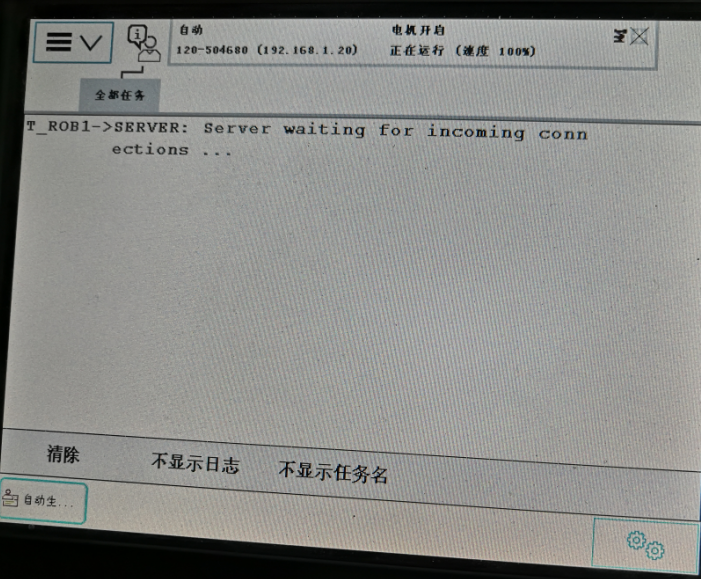 自动
电机开启
120-504680 (192.168.1.20)
正在运行 (速度 100%)
全部任务
T_ROB1->SERVER: Server waiting for incoming conn
ections ...
清除
不显示日志
不显示任务名
自动生...